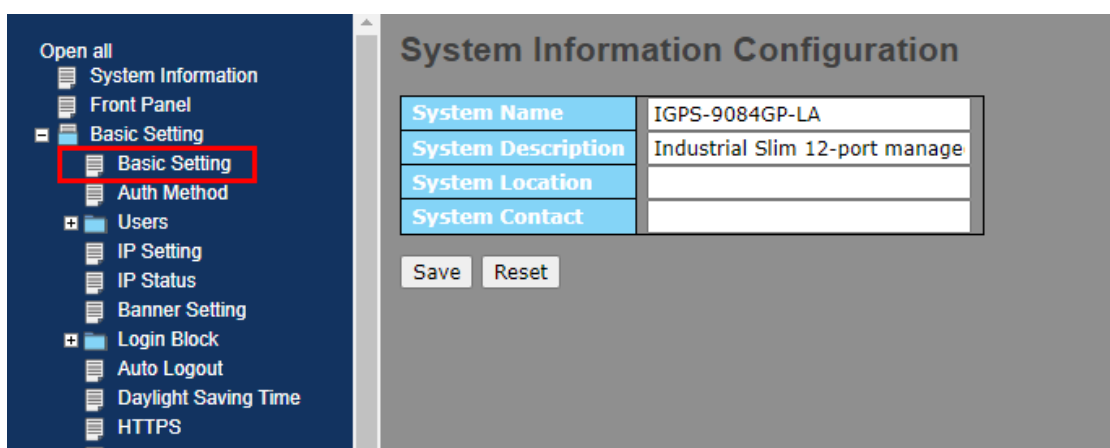 Open all
System Information
Front Panel
Basic Setting
Basic Setting
Auth Method
Users
IP Setting
IP Status
Banner Setting
Login Block
Auto Logout
Daylight Saving Time
HTTPS
System Information Configuration
System Name IGPS-9084GP-LA
System Description Industrial Slim 12-port manage
System Location
System Contact
Save Reset